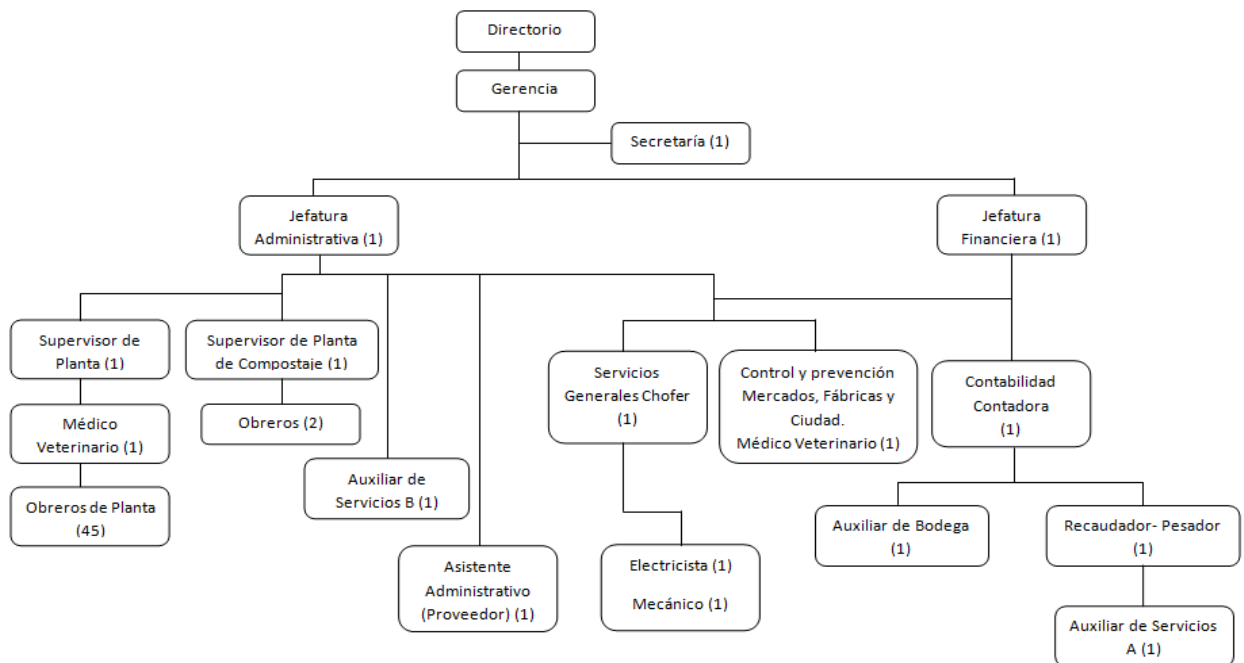 Directorio
Gerencia
Secretaría (1)
Jefatura
Administrativa (1)
Jefatura
Financiera (1)
Supervisor de
Planta (1)
Supervisor de Planta
de Compostaje (1)
Servicios
Generales Chofer
(1)
Control y prevención
Mercados, Fábricas y
Ciudad.
Médico Veterinario (1)
Contabilidad
Contadora
(1)
Médico
Veterinario (1)
Obreros (2)
Obreros de Planta
(45)
Auxiliar de
Servicios B (1)
Asistente
Administrativo
(Proveedor) (1)
Electricista (1)
Mecánico (1)
Auxiliar de Bodega
(1)
Recaudador- Pesador
(1)
Auxiliar de Servicios
A (1)